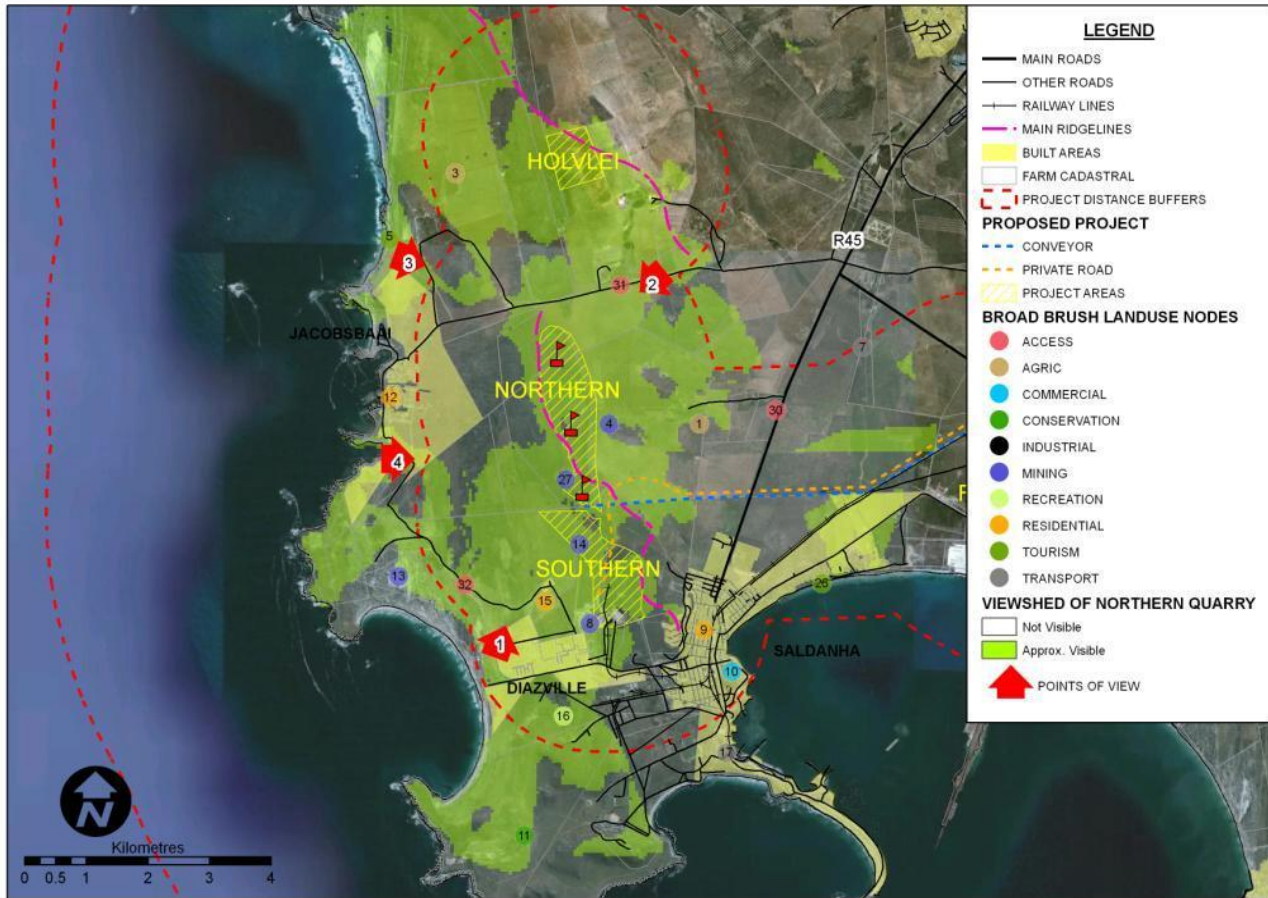 HOLVLEI
3
5
3
31
2
R45
JACOBSBAAI
7
NORTHERN
12
4
1
30
4
27
14
SOUTHERN
13
32
15
26
8
9
1
SALDANHA
10
DIAZVILLE
16
17
11
N
Kilometres
0 0.5 1 2 3 4
LEGEND
MAIN ROADS
OTHER ROADS
RAILWAY LINES
MAIN RIDGELINES
BUILT AREAS
FARM CADASTRAL
PROJECT DISTANCE BUFFERS
PROPOSED PROJECT
CONVEYOR
PRIVATE ROAD
PROJECT AREAS
BROAD BRUSH LANDUSE NODES
ACCESS
AGRIC
COMMERCIAL
CONSERVATION
INDUSTRIAL
MINING
RECREATION
RESIDENTIAL
TOURISM
TRANSPORT
VIEWSHED OF NORTHERN QUARRY
Not Visible
Approx. Visible
POINTS OF VIEW